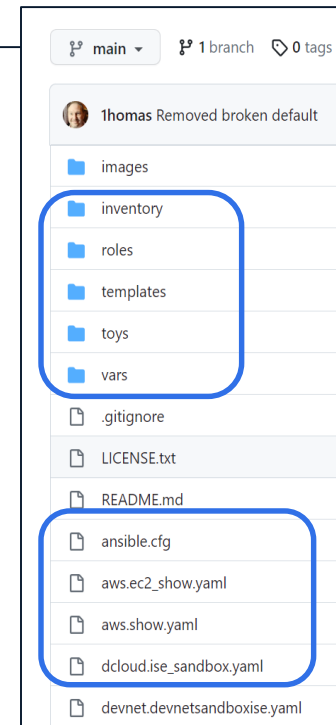 main 1 branch 0 tags
1homas Removed broken default
images
inventory
roles
templates
toys
vars
.gitignore
LICENSE.txt
README.md
ansible.cfg
aws.ec2_show.yaml
aws.show.yaml
dcloud.ise_sandbox.yaml
devnet.devnetsandboxise.yaml